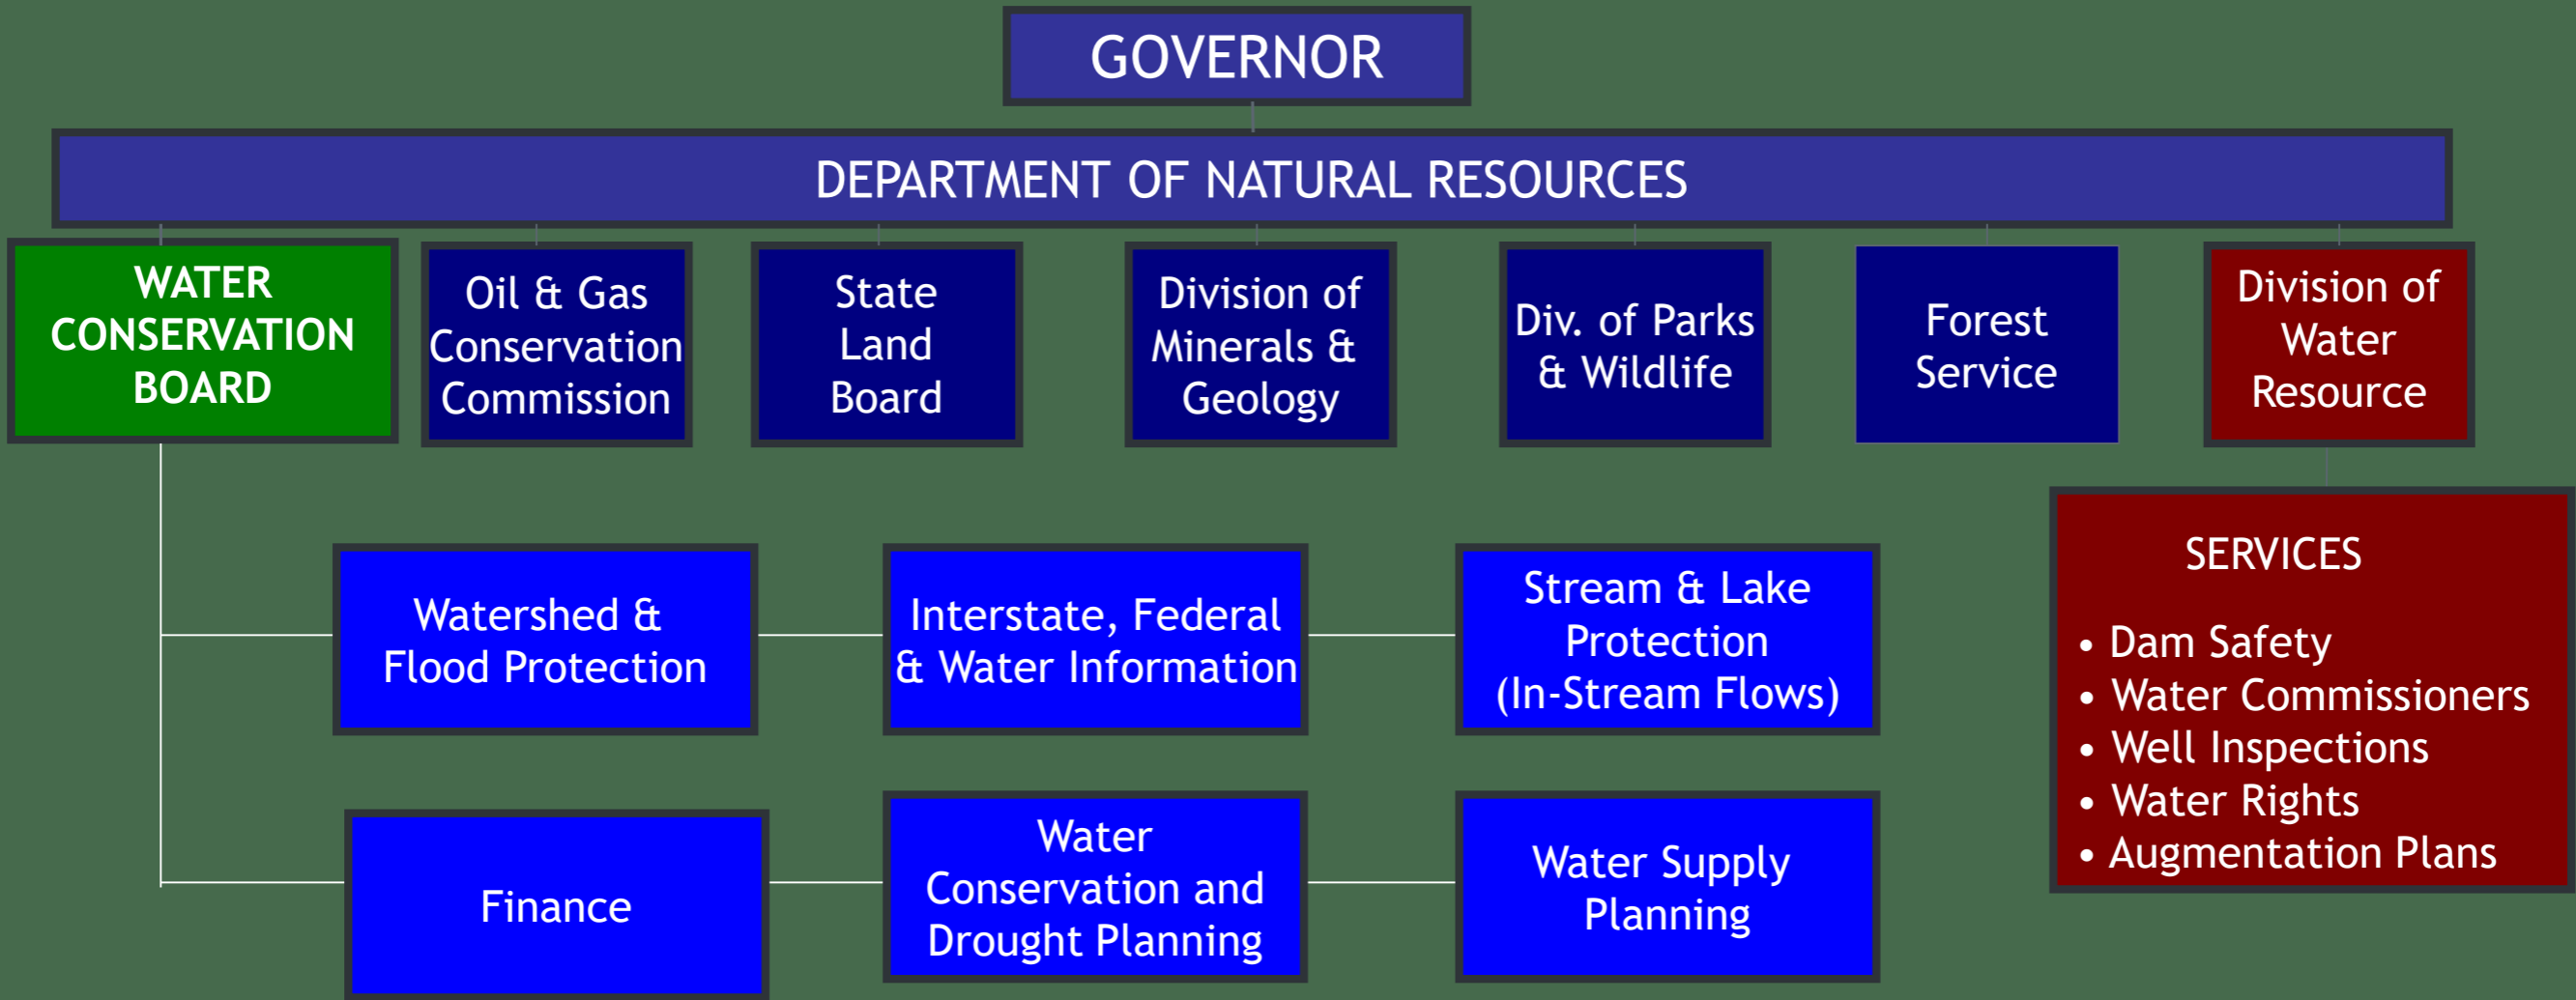 GOVERNOR
DEPARTMENT OF NATURAL RESOURCES
WATER
CONSERVATION
BOARD
Oil & Gas
Conservation
Commission
State
Land
Board
Division of
Minerals &
Geology
Div. of Parks
& Wildlife
Forest
Service
Division of
Water
Resource
Watershed &
Flood Protection
Interstate, Federal
& Water Information
Stream & Lake
Protection
(In-Stream Flows)
Finance
Water
Conservation and
Drought Planning
Water Supply
Planning
SERVICES
• Dam Safety
• Water Commissioners
• Well Inspections
• Water Rights
• Augmentation Plans